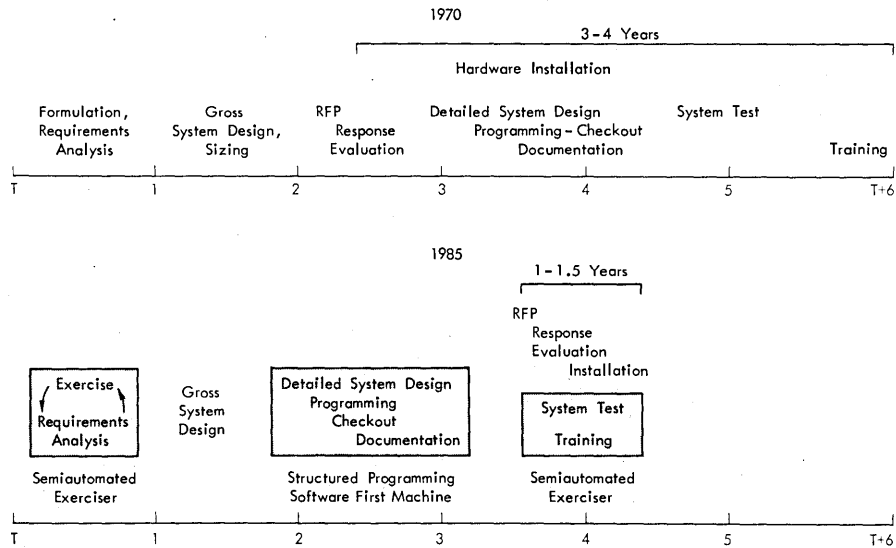 1970
3-4 Years
Hardware Installation
Formulation,
Requirements
Analysis
Gross
System Design,
Sizing
RFP
Response
Evaluation
Detailed System Design
Programming-Checkout
Documentation
System Test
Training
T 1 2 3 4 5 T+6
1985
1-1.5 Years
RFP
Response
Evaluation
Installation
Exercise
Requirements
Analysis
Gross
System
Design
Detailed System Design
Programming
Checkout
Documentation
System Test
Training
Semiautomated
Exerciser
Structured Programming
Software First Machine
Semiautomated
Exerciser
T 1 2 3 4 5 T+6